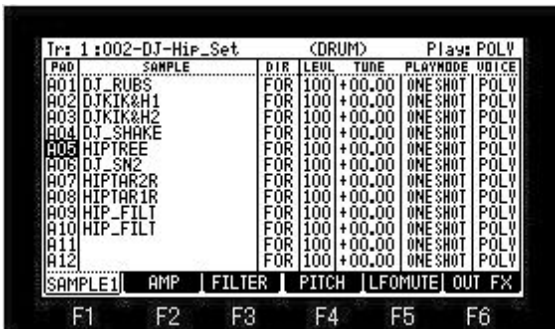 Tr: 1:002-DJ-Hip_Set (DRUM) Play: POLY
PAD SAMPLE DIR LEVL TUNE PLAYMODE VOICE
A01 DJ_RUBS FOR 100 +00.00 ONESHOT POLY
A02 DJKIK&H1 FOR 100 +00.00 ONESHOT POLY
A03 DJKIK&H2 FOR 100 +00.00 ONESHOT POLY
A04 DJ_SHAKE FOR 100 +00.00 ONESHOT POLY
A05 HIPTREE FOR 100 +00.00 ONESHOT POLY
A06 DJ_SN2 FOR 100 +00.00 ONESHOT POLY
A07 HIPTAR2R FOR 100 +00.00 ONESHOT POLY
A08 HIPTAR1R FOR 100 +00.00 ONESHOT POLY
A09 HIP_FILT FOR 100 +00.00 ONESHOT POLY
A10 HIP_FILT FOR 100 +00.00 ONESHOT POLY
A11 FOR 100 +00.00 ONESHOT POLY
A12 FOR 100 +00.00 ONESHOT POLY
SAMPLE1 AMP FILTER PITCH LFOMUTE OUT FX
F1 F2 F3 F4 F5 F6